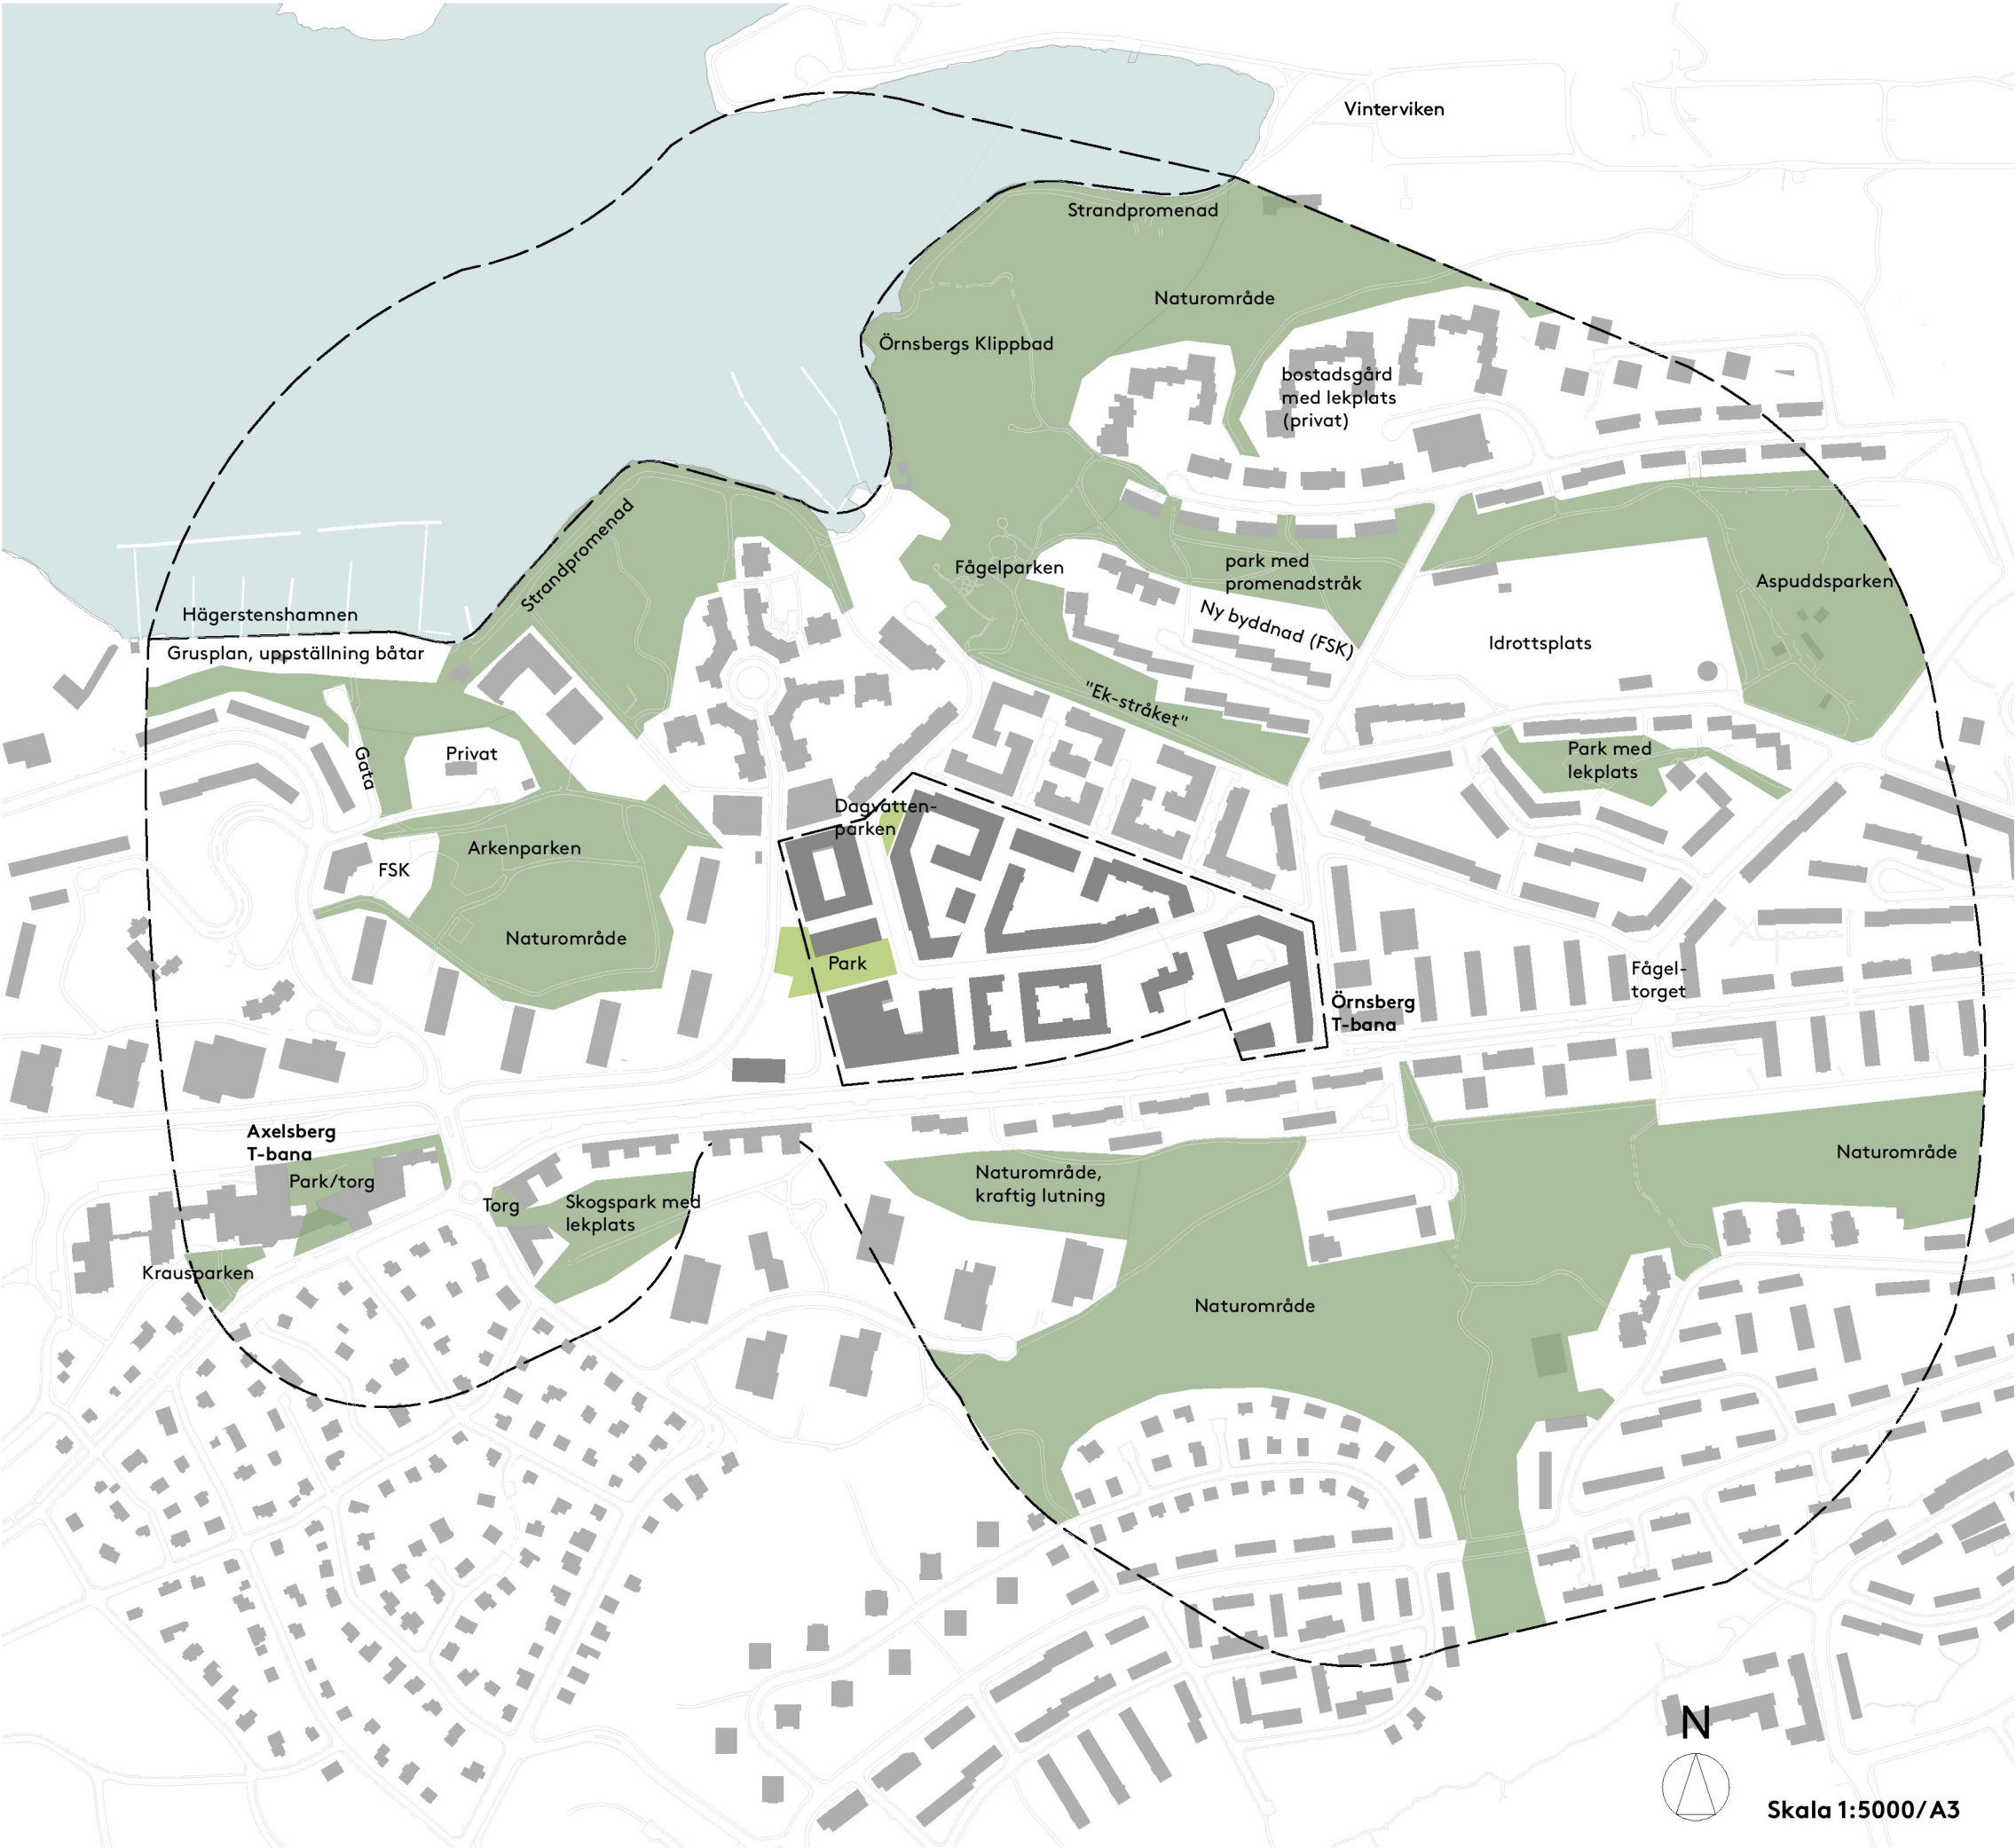 Vinterviken
Strandpromenad
Naturområde
Örnsbergs Klippbad
bostadsgård
med lekplats
(privat)
Strandpromenad
Fågelparken
park med
promenadstråk
Aspuddsparken
Hägerstenshamnen
Grusplan, uppställning båtar
Ny byddnad (FSK)
Idrottsplats
"Ek-stråket"
Gata
Privat
Park med
lekplats
Dagvatten-
parken
Arkenparken
FSK
Naturområde
Park
Fågel-
torget
Örnsberg
T-bana
Axelsberg
T-bana
Park/torg
Torg
Skogspark med
lekplats
Naturområde,
kraftig lutning
Naturområde
Krausparken
Naturområde
N
Skala 1:5000/A3